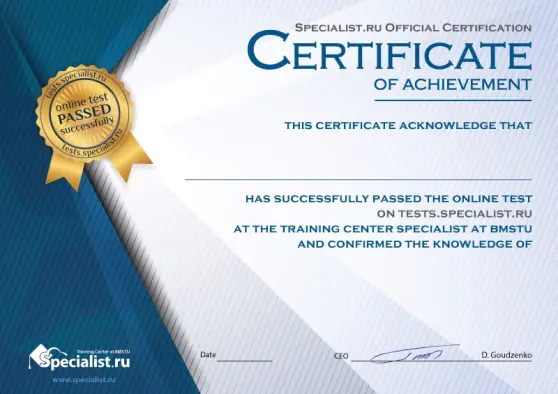 SPECIALIST.RU OFFICIAL CERTIFICATION
CERTIFICATE
OF ACHIEVEMENT
tests.specialist.ru
online test
PASSED
successfully
tests.specialist.ru
THIS CERTIFICATE ACKNOWLEDGE THAT
HAS SUCCESSFULLY PASSED THE ONLINE TEST
ON TESTS.SPECIALIST.RU
AT THE TRAINING CENTER SPECIALIST AT BMSTU
AND CONFIRMED THE KNOWLEDGE OF
Training Center at BMSTU
Specialist.ru
www.specialist.ru
Date
CEO
D. Goudzenko